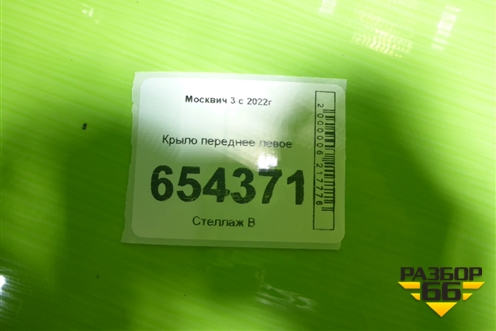 Москвич 3 с 2022г
Крыло переднее левое
654371
Стеллаж В
2000006217776
РАЗБОР
66